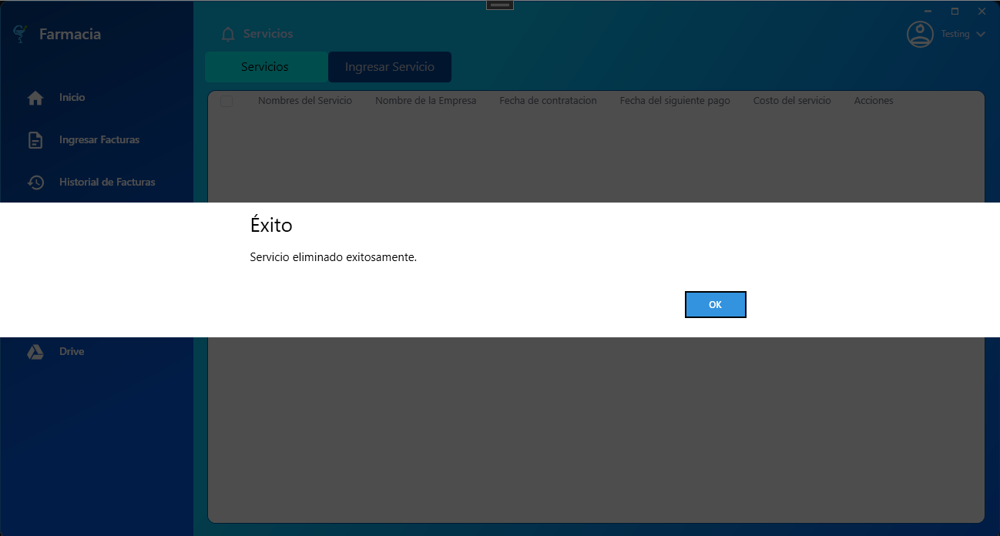 Farmacia
Servicios
Testing
Servicios
Ingresar Servicio
Inicio
Ingresar Facturas
Historial de Facturas
Nombres del Servicio
Nombre de la Empresa
Fecha de contratacion
Fecha del siguiente pago
Costo del servicio
Acciones
Éxito
Servicio eliminado exitosamente.
OK
Drive